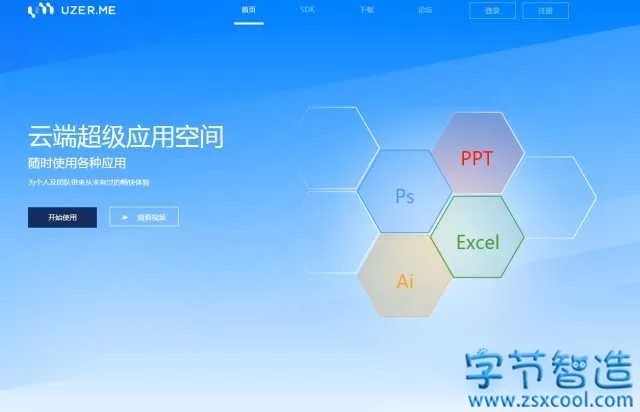 UZER.ME
首页 SDK 下载 论坛 登录 注册
云端超级应用空间
随时使用各种应用
为个人及团队带来从未有过的畅快体验
开始使用 观看视频
PPT
Ps
Excel
Ai
字节智造
www.zsxcool.com